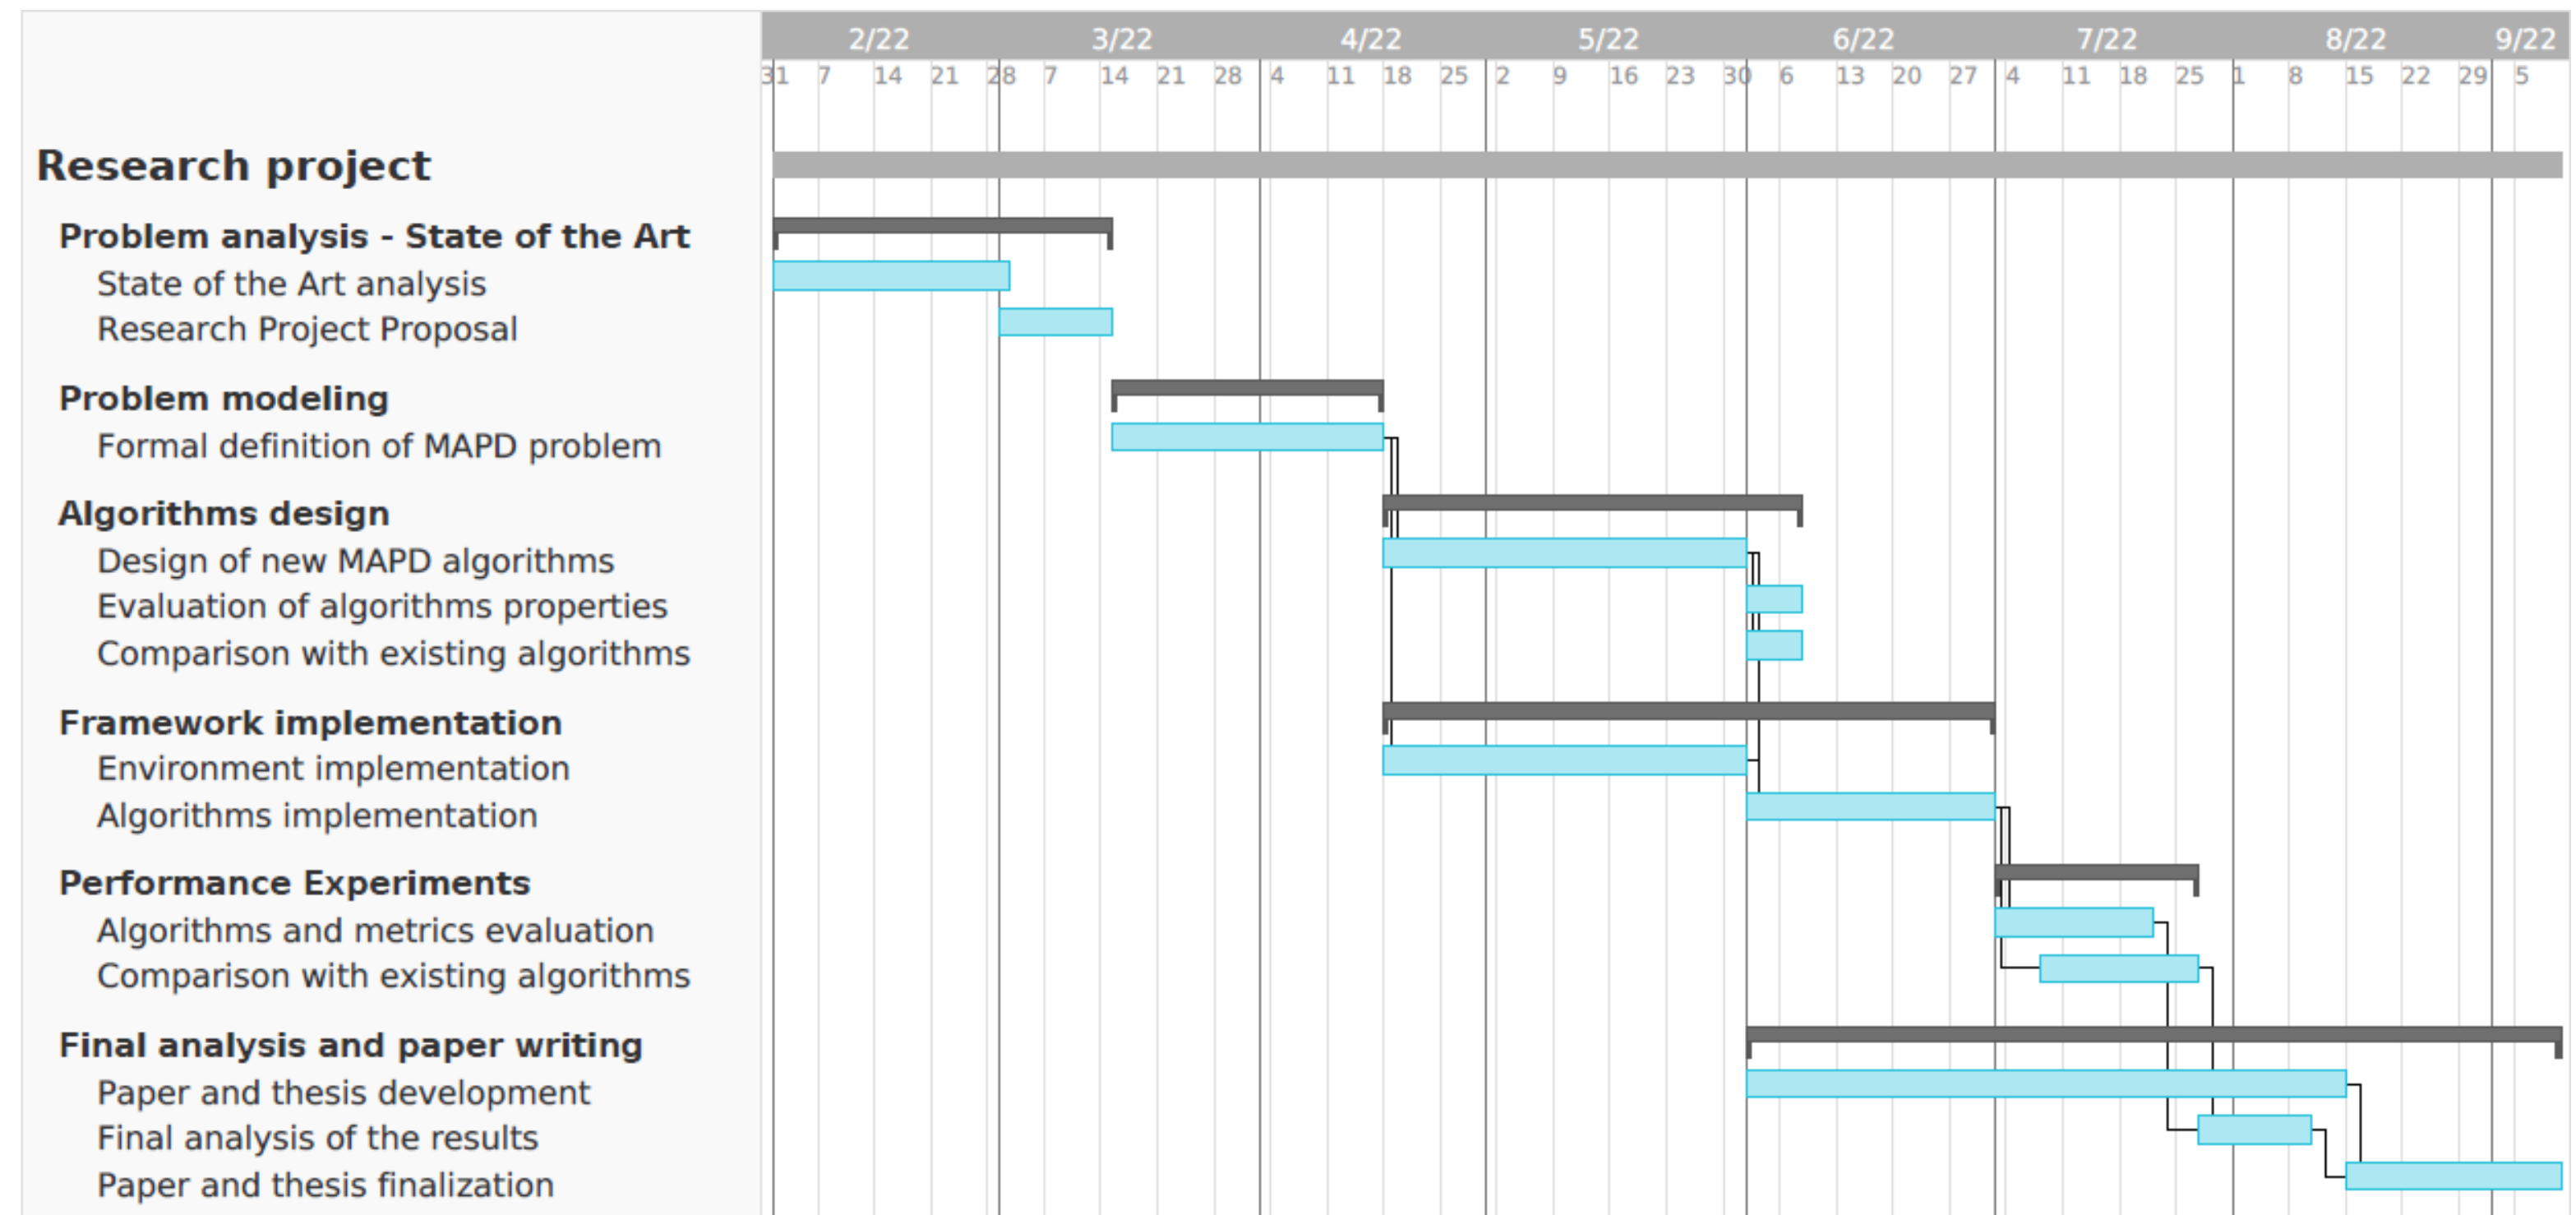 2/22 3/22 4/22 5/22 6/22 7/22 8/22 9/22
31 7 14 21 28 7 14 21 28 4 11 18 25 2 9 16 23 30 6 13 20 27 4 11 18 25 1 8 15 22 29 5
Research project
Problem analysis - State of the Art
State of the Art analysis
Research Project Proposal
Problem modeling
Formal definition of MAPD problem
Algorithms design
Design of new MAPD algorithms
Evaluation of algorithms properties
Comparison with existing algorithms
Framework implementation
Environment implementation
Algorithms implementation
Performance Experiments
Algorithms and metrics evaluation
Comparison with existing algorithms
Final analysis and paper writing
Paper and thesis development
Final analysis of the results
Paper and thesis finalization